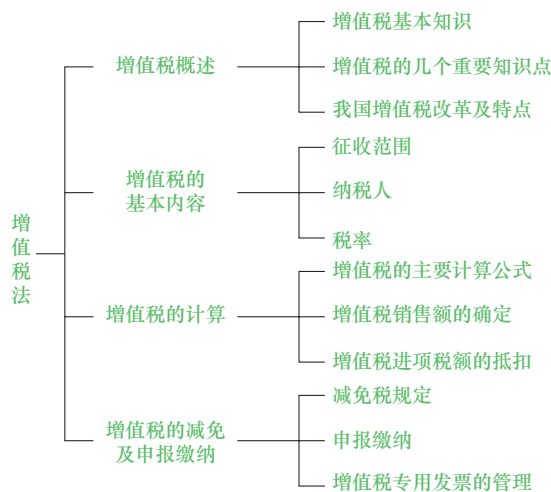 增值税法
增值税概述
增值税基本知识
增值税的几个重要知识点
我国增值税改革及特点
增值税的
基本内容
征收范围
纳税人
税率
增值税的计算
增值税的主要计算公式
增值税销售额的确定
增值税进项税额的抵扣
增值税的减免
及申报缴纳
减免税规定
申报缴纳
增值税专用发票的管理